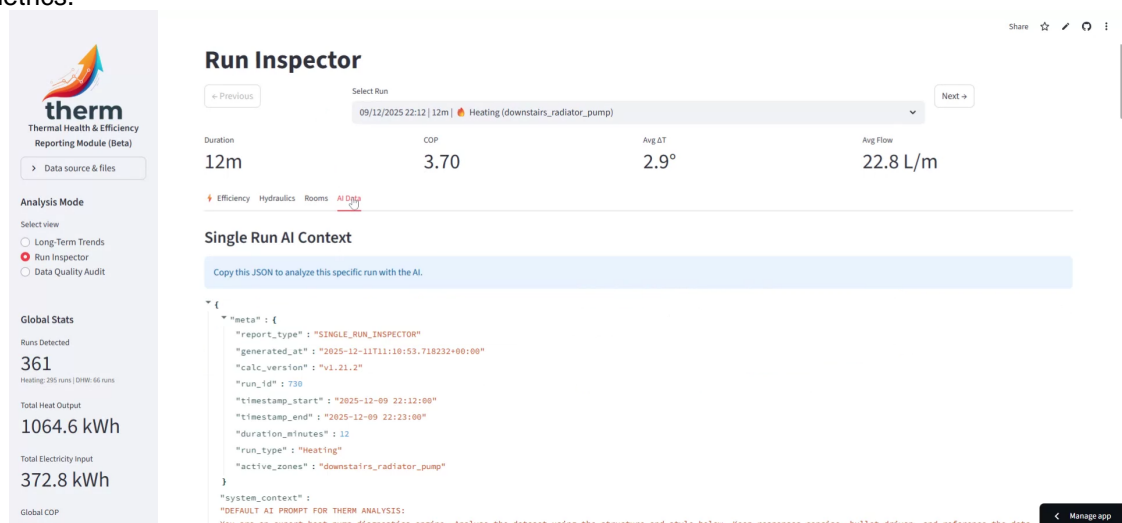 etrics.
Share
therm
Thermal Health & Efficiency
Reporting Module (Beta)
> Data source & files
Analysis Mode
Select view
Long-Term Trends
Run Inspector
Data Quality Audit
Global Stats
Runs Detected
361
Heating: 295 runs | DHW: 66 runs
Total Heat Output
1064.6 kWh
Total Electricity Input
372.8 kWh
Global COP
Run Inspector
← Previous
Select Run
09/12/2025 22:12 | 12m | 🔥 Heating (downstairs_radiator_pump)
Next →
Duration
12m
COP
3.70
Avg ΔT
2.9°
Avg Flow
22.8 L/m
⚡ Efficiency Hydraulics Rooms AI Data
Single Run AI Context
Copy this JSON to analyze this specific run with the AI.
{
"meta" : {
"report_type" : "SINGLE_RUN_INSPECTOR"
"generated_at" : "2025-12-11T11:10:53.718232+00:00"
"calc_version" : "v1.21.2"
"run_id" : 730
"timestamp_start" : "2025-12-09 22:12:00"
"timestamp_end" : "2025-12-09 22:23:00"
"duration_minutes" : 12
"run_type" : "Heating"
"active_zones" : "downstairs_radiator_pump"
}
"system_context" :
"DEFAULT AI PROMPT FOR THERM ANALYSIS:
< Manage app